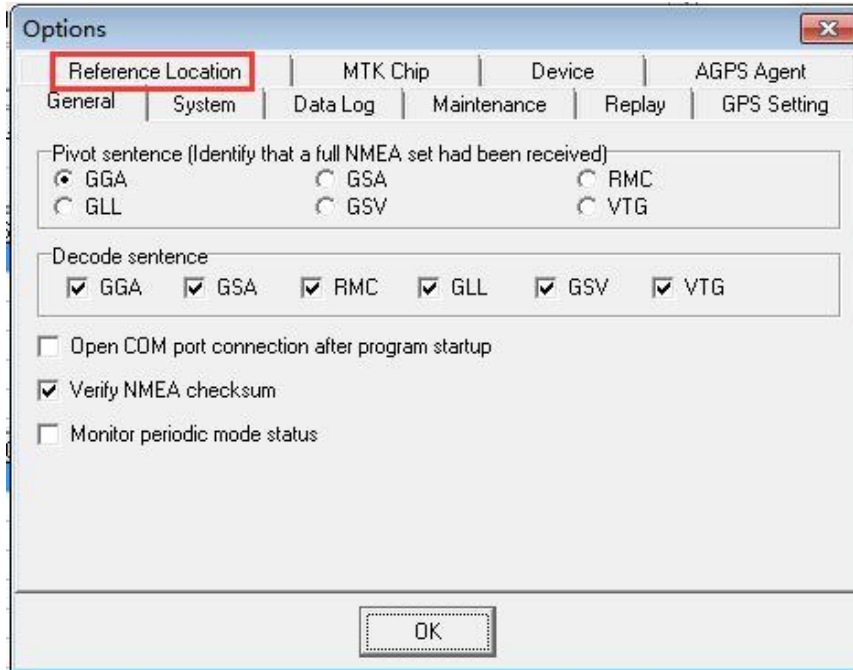 Options
Reference Location MTK Chip Device AGPS Agent
General System Data Log Maintenance Replay GPS Setting
Pivot sentence (Identify that a full NMEA set had been received)
GGA GSA RMC
GLL GSV VTG
Decode sentence
GGA GSA RMC GLL GSV VTG
Open COM port connection after program startup
Verify NMEA checksum
Monitor periodic mode status
OK